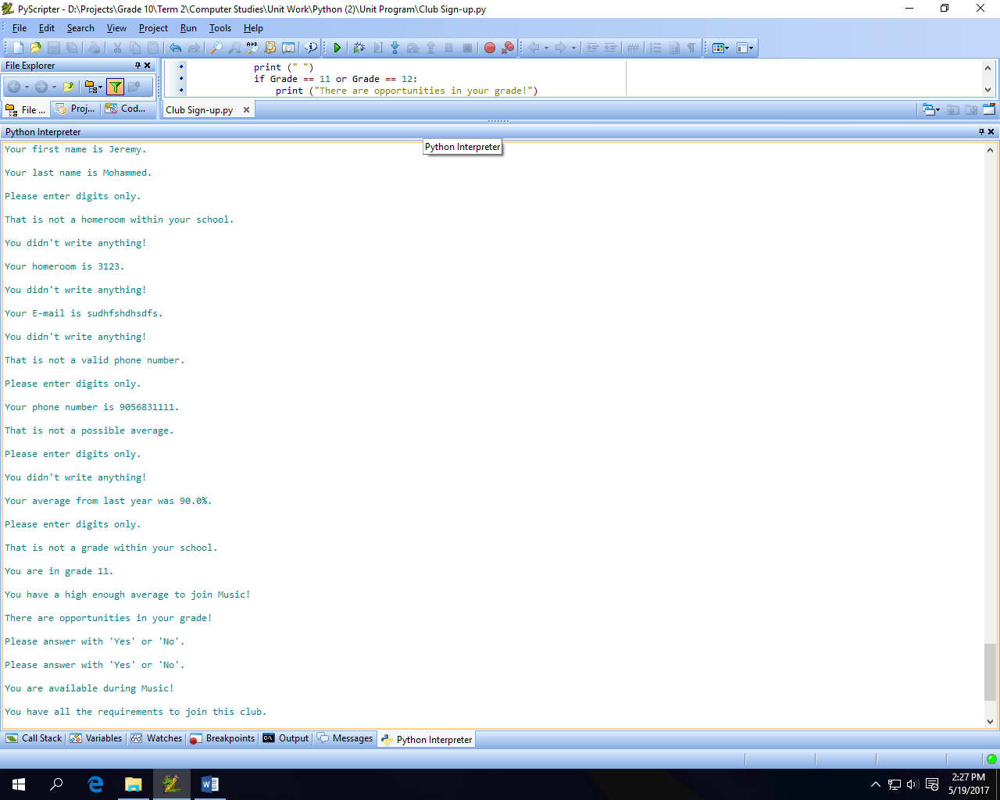 PyScripter - D:\Projects\Grade 10\Term 2\Computer Studies\Unit Work\Python (2)\Unit Program\Club Sign-up.py
File Edit Search View Project Run Tools Help
File Explorer
print (" ")
if Grade == 11 or Grade == 12:
print ("There are opportunities in your grade!")
File ... Proj... Cod...
Club Sign-up.py
Python Interpreter
Python Interpreter
Your first name is Jeremy.
Your last name is Mohammed.
Please enter digits only.
That is not a homeroom within your school.
You didn't write anything!
Your homeroom is 3123.
You didn't write anything!
Your E-mail is sudhfshdhsdfs.
You didn't write anything!
That is not a valid phone number.
Please enter digits only.
Your phone number is 9056831111.
That is not a possible average.
Please enter digits only.
You didn't write anything!
Your average from last year was 90.0%.
Please enter digits only.
That is not a grade within your school.
You are in grade 11.
You have a high enough average to join Music!
There are opportunities in your grade!
Please answer with 'Yes' or 'No'.
Please answer with 'Yes' or 'No'.
You are available during Music!
You have all the requirements to join this club.
Call Stack Variables Watches Breakpoints Output Messages Python Interpreter
2:27 PM
5/19/2017